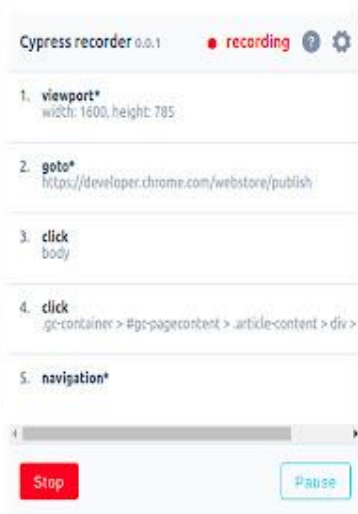 Cypress recorder 0.0.1 recording ?
1. viewport*
width: 1600, height: 785
2. goto*
https://developer.chrome.com/webstore/publish
3. click
body
4. click
.gc-container > #gc-pagecontent > .article-content > div >
5. navigation*
Stop Pause